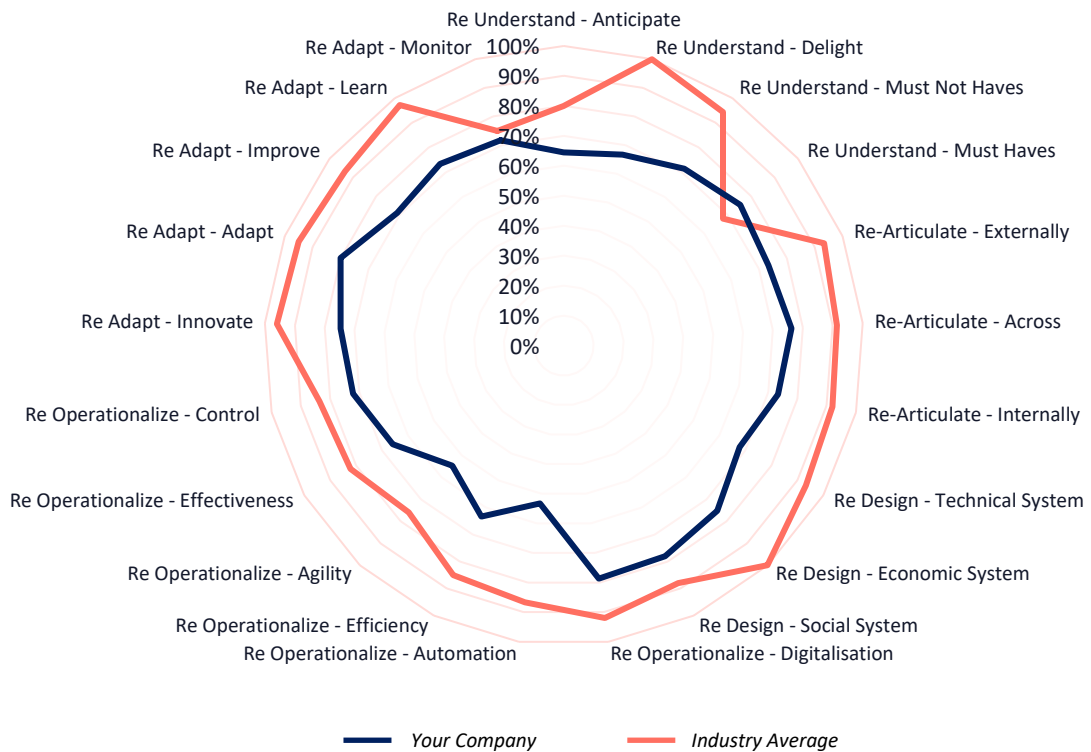 Re Understand - Anticipate
Re Adapt - Monitor
100%
Re Understand - Delight
Re Adapt - Learn
90%
Re Understand - Must Not Haves
80%
70%
Re Adapt - Improve
60%
Re Understand - Must Haves
50%
Re Adapt - Adapt
40%
Re-Articulate - Externally
30%
20%
Re Adapt - Innovate
10%
Re-Articulate - Across
0%
Re Operationalize - Control
Re-Articulate - Internally
Re Operationalize - Effectiveness
Re Design - Technical System
Re Operationalize - Agility
Re Design - Economic System
Re Operationalize - Efficiency
Re Design - Social System
Re Operationalize - Automation
Re Operationalize - Digitalisation
Your Company
Industry Average